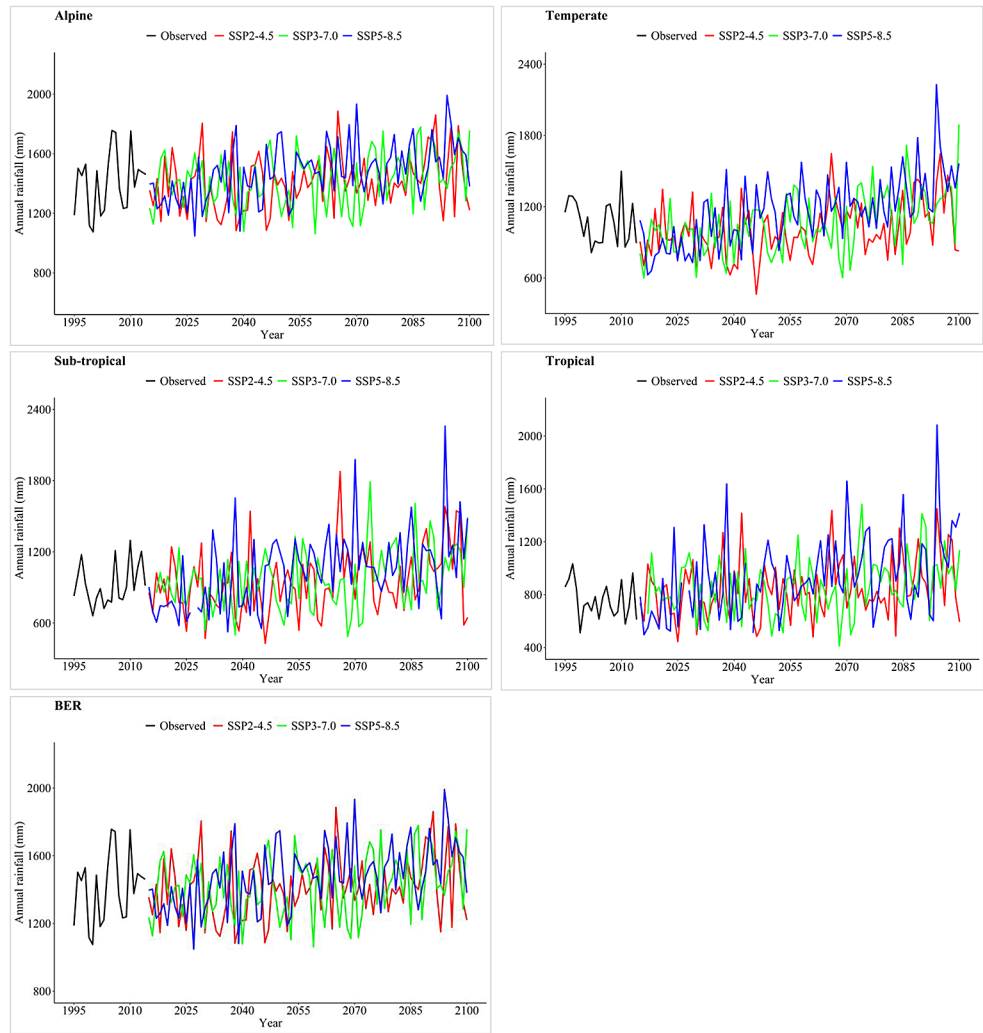 Alpine
Observed SSP2-4.5 SSP3-7.0 SSP5-8.5
Annual rainfall (mm)
2000
1600
1200
800
1995 2010 2025 2040 2055 2070 2085 2100
Year
Temperate
Observed SSP2-4.5 SSP3-7.0 SSP5-8.5
Annual rainfall (mm)
2400
1800
1200
600
1995 2010 2025 2040 2055 2070 2085 2100
Year
Sub-tropical
Observed SSP2-4.5 SSP3-7.0 SSP5-8.5
Annual rainfall (mm)
2400
1800
1200
600
1995 2010 2025 2040 2055 2070 2085 2100
Year
Tropical
Observed SSP2-4.5 SSP3-7.0 SSP5-8.5
Annual rainfall (mm)
2000
1600
1200
800
400
1995 2010 2025 2040 2055 2070 2085 2100
Year
BER
Observed SSP2-4.5 SSP3-7.0 SSP5-8.5
Annual rainfall (mm)
2000
1600
1200
800
1995 2010 2025 2040 2055 2070 2085 2100
Year